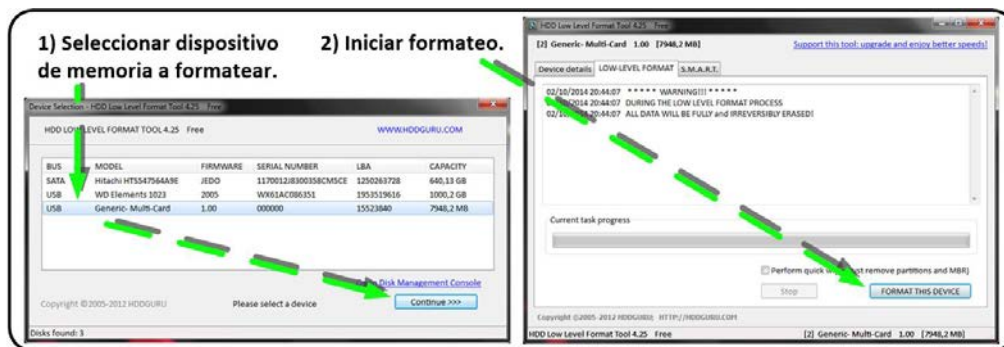 1) Seleccionar dispositivo
de memoria a formatear.
2) Iniciar formateo.
Device Selection - HDD Low Level Format Tool 4.25 Free
HDD LOW LEVEL FORMAT TOOL 4.25 Free
WWW.HDDGURU.COM
BUS MODEL FIRMWARE SERIAL NUMBER LBA CAPACITY
SATA Hitachi HTS547564A9E JEDO 1170012J8300358CMSCE 1250263728 640,13 GB
USB WD Elements 1023 2005 WX61AC086351 1953519616 1000,2 GB
USB Generic- Multi-Card 1.00 000000 15523840 7948,2 MB
Disk Management Console
Copyright ©2005-2012 HDDGURU
Please select a device
Continue >>>
Disks found: 3
HDD Low Level Format Tool 4.25 Free
[2] Generic- Multi-Card 1.00 [7948,2 MB]
Support this tool: upgrade and enjoy better speeds!
Device details LOW-LEVEL FORMAT S.M.A.R.T.
02/10/2014 20:44:07 * * * * * WARNING!!! * * * * *
02/10/2014 20:44:07 DURING THE LOW LEVEL FORMAT PROCESS
02/10/2014 20:44:07 ALL DATA WILL BE FULLY and IRREVERSIBLY ERASED!
Current task progress
Perform quick remove partitions and MBR)
Stop
FORMAT THIS DEVICE
Copyright ©2005-2012 HDDGURU; HTTP://HDDGURU.COM
HDD Low Level Format Tool 4.25 Free
[2] Generic- Multi-Card 1.00 [7948,2 MB]